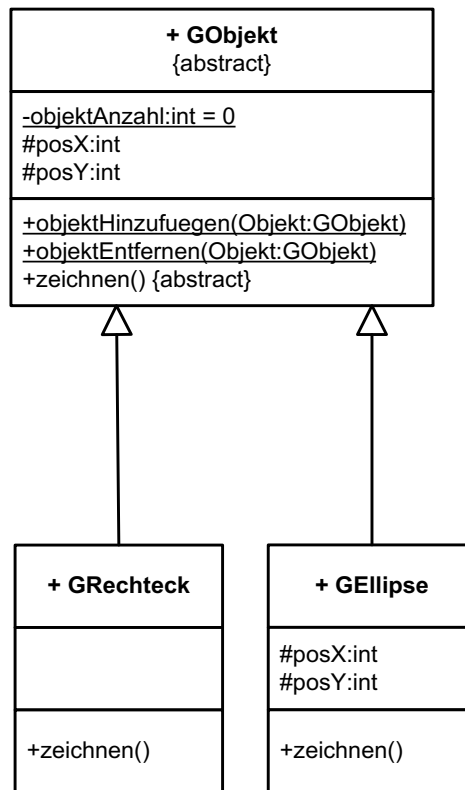 + GObjekt
{abstract}
-objektAnzahl:int = 0
#posX:int
#posY:int
+objektHinzufuegen(Objekt:GObjekt)
+objektEntfernen(Objekt:GObjekt)
+zeichnen() {abstract}
+ GRechteck
+zeichnen()
+ GEllipse
#posX:int
#posY:int
+zeichnen()